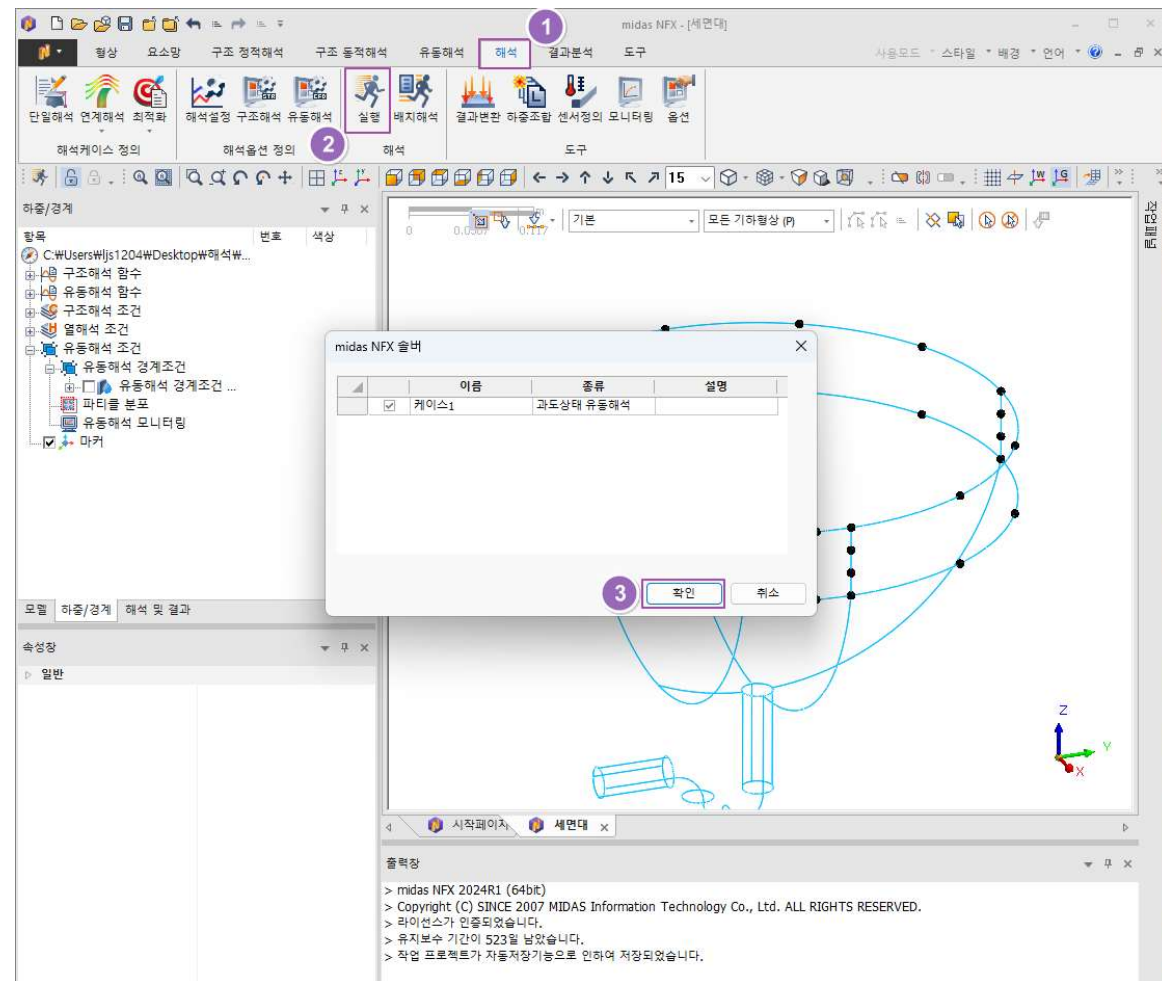 midas NFX - [세면대]
1
형상 요소망 구조 정적해석 구조 동적해석 유동해석 해석 결과분석 도구 사용모드 스타일 배경 언어
단일해석 연계해석 최적화 해석설정 구조해석 유동해석 실행 배치해석 결과변환 하중조합 센서정의 모니터링 옵션
2
해석케이스 정의 해석옵션 정의 해석 도구
15
하중/경계
작업패널
기본 모든 기하형상 (P)
0
항목 번호 색상
C:₩Users₩ljs1204₩Desktop₩해석₩...
구조해석 함수
유동해석 함수
구조해석 조건
열해석 조건
유동해석 조건
유동해석 경계조건
유동해석 경계조건 ...
파티클 분포
유동해석 모니터링
마커
midas NFX 솔버
이름 종류 설명
케이스1 과도상태 유동해석
3
확인 취소
모델 하중/경계 해석 및 결과
속성창
일반
Z
Y
X
시작페이지 세면대
출력창
> midas NFX 2024R1 (64bit)
> Copyright (C) SINCE 2007 MIDAS Information Technology Co., Ltd. ALL RIGHTS RESERVED.
> 라이선스가 인증되었습니다.
> 유지보수 기간이 523일 남았습니다.
> 작업 프로젝트가 자동저장기능으로 인하여 저장되었습니다.